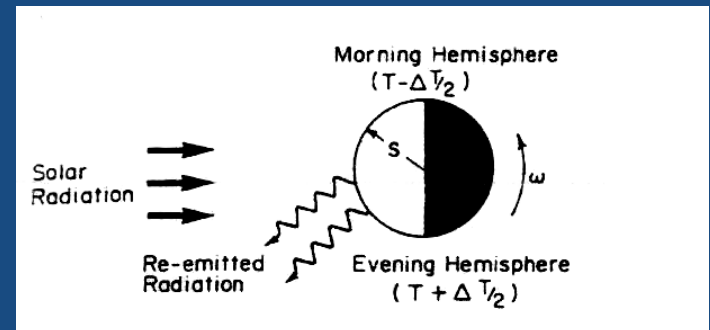 Morning Hemisphere
(T-ΔT/2)
S
Solar
Radiation
ω
Re-emitted
Radiation
Evening Hemisphere
(T + ΔT/2)